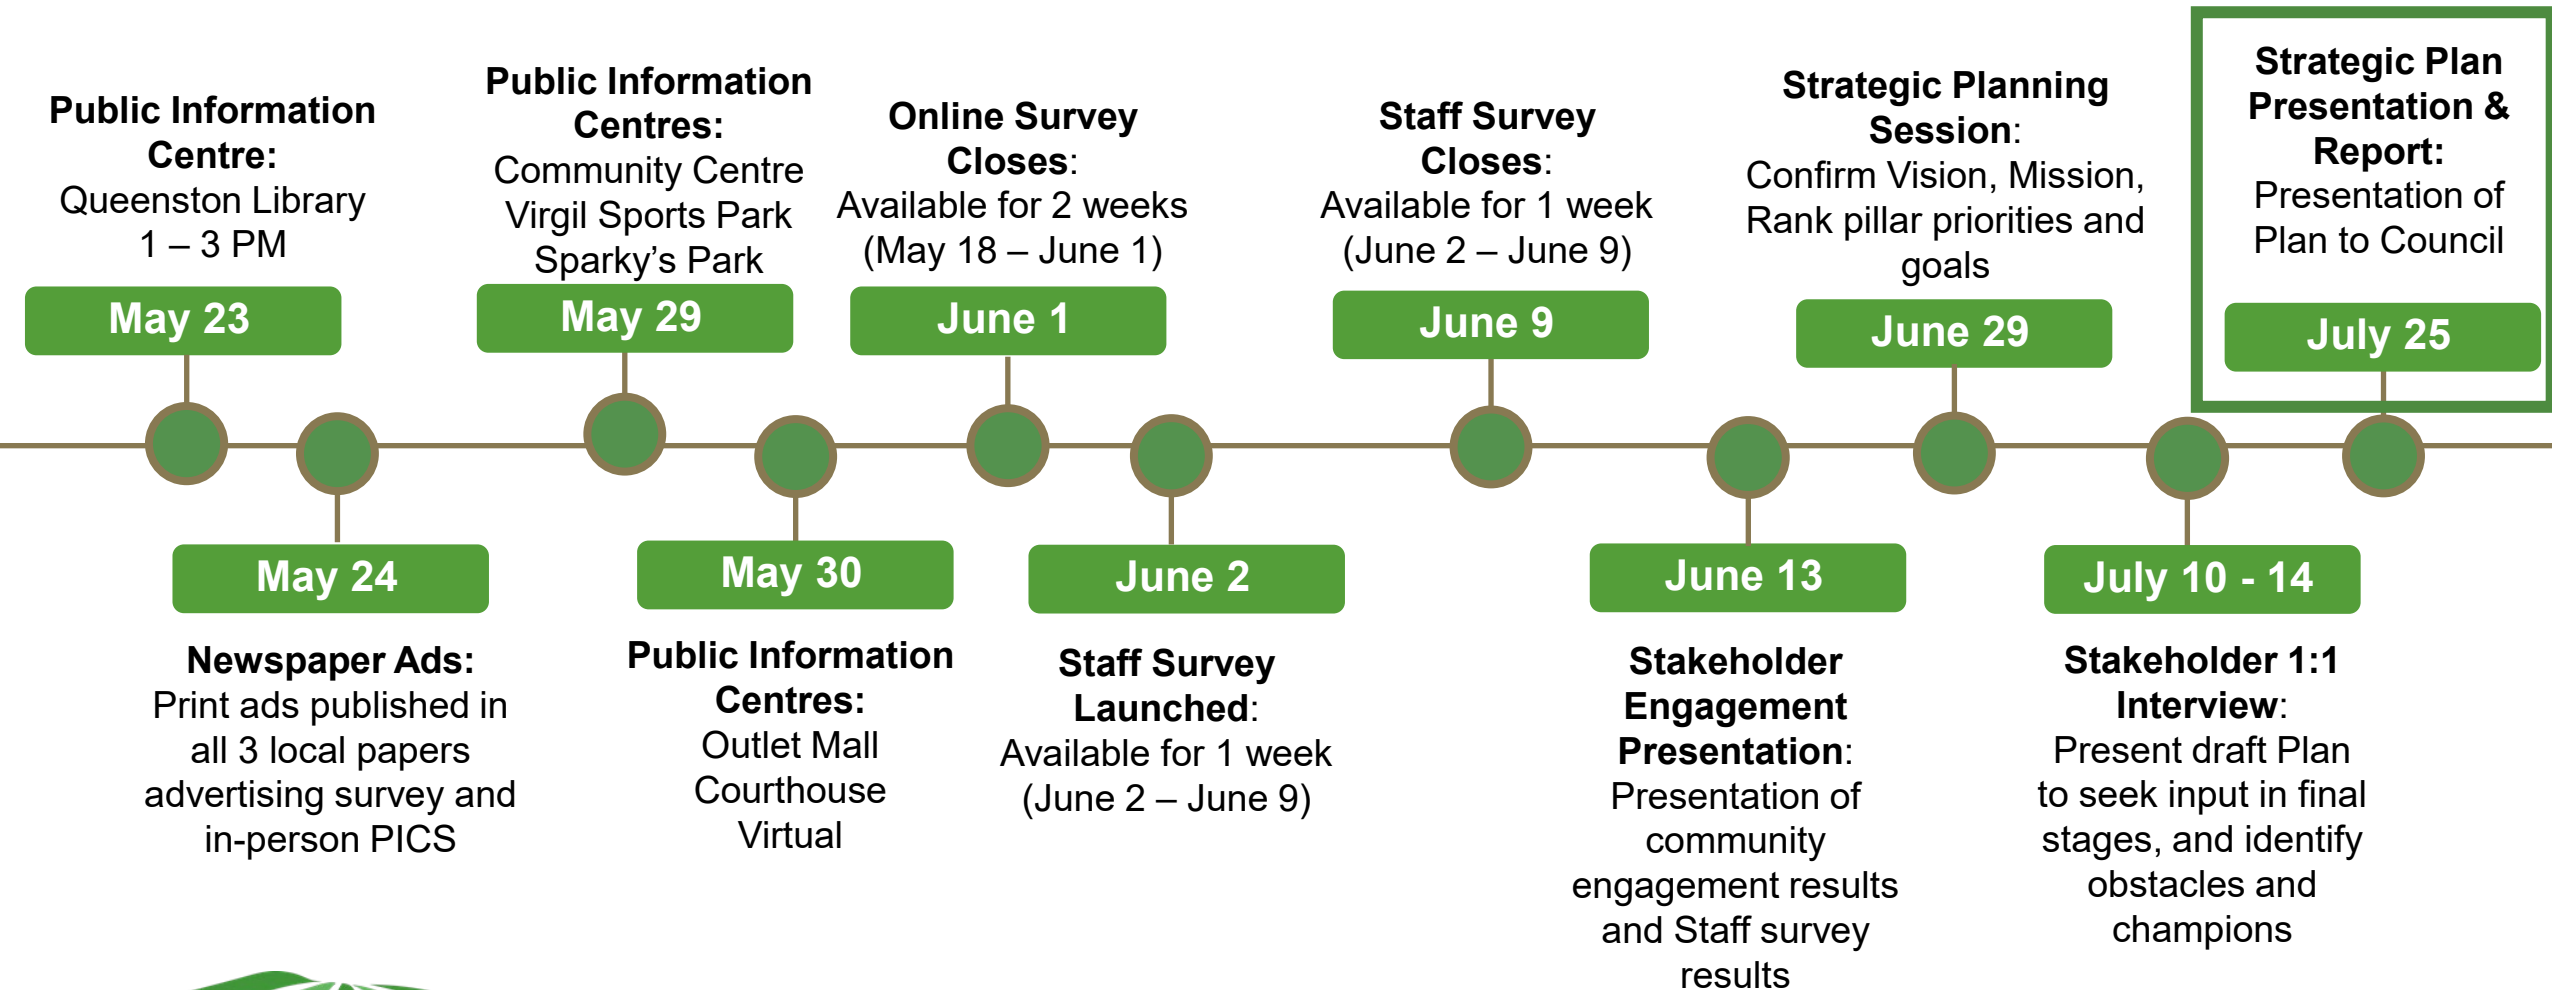 Public Information
Centre:
Queenston Library
1 – 3 PM
May 23
Newspaper Ads:
Print ads published in
all 3 local papers
advertising survey and
in-person PICS
May 24
Public Information
Centres:
Community Centre
Virgil Sports Park
Sparky's Park
May 29
May 30
Public Information
Centres:
Outlet Mall
Courthouse
Virtual
Online Survey
Closes:
Available for 2 weeks
(May 18 – June 1)
June 1
June 2
Staff Survey
Launched:
Available for 1 week
(June 2 – June 9)
Staff Survey
Closes:
Available for 1 week
(June 2 – June 9)
June 9
June 13
Stakeholder
Engagement
Presentation:
Presentation of
community
engagement results
and Staff survey
results
Strategic Planning
Session:
Confirm Vision, Mission,
Rank pillar priorities and
goals
June 29
July 10 - 14
Stakeholder 1:1
Interview:
Present draft Plan
to seek input in final
stages, and identify
obstacles and
champions
Strategic Plan
Presentation &
Report:
Presentation of
Plan to Council
July 25